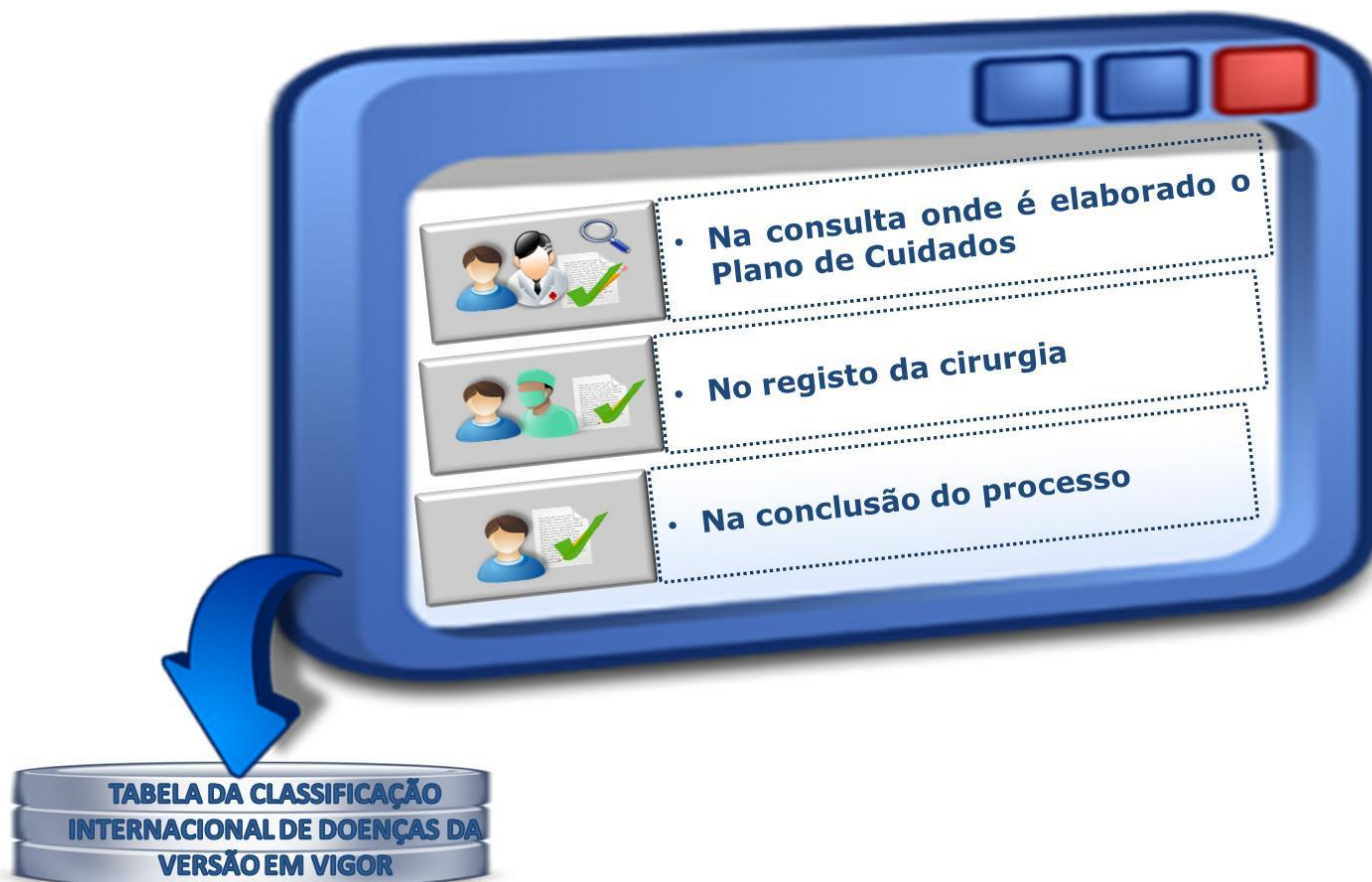 • Na consulta onde é elaborado o
Plano de Cuidados
• No registo da cirurgia
• Na conclusão do processo
TABELA DA CLASSIFICAÇÃO
INTERNACIONAL DE DOENÇAS DA
VERSÃO EM VIGOR